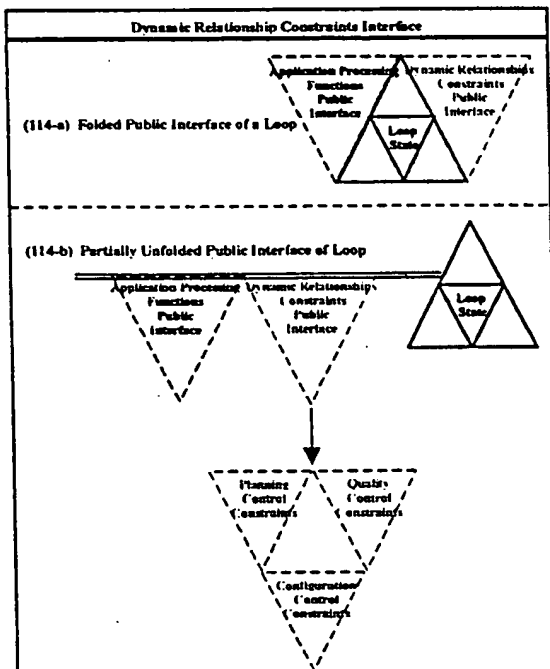 Dynamic Relationship Constraints Interface
Application Processing
Functions
Public
Interface
Dynamic Relationships
Constraints
Public
Interface
(114-a) Folded Public Interface of a Loop
Loop
State
(114-b) Partially Unfolded Public Interface of Loop
Application Processing
Functions
Public
Interface
Dynamic Relationships
Constraints
Public
Interface
Loop
State
Planning
Control
Constraints
Quality
Control
Constraints
Configuration
Control
Constraints